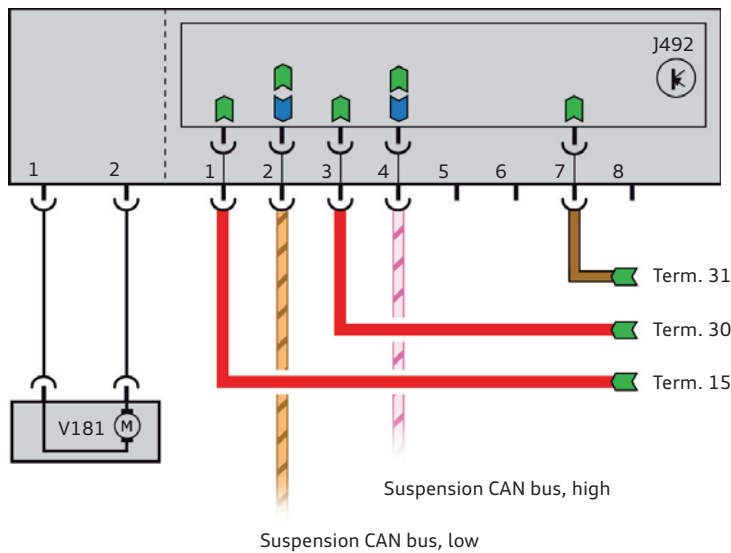 J492
1 2 1 2 3 4 5 6 7 8
Term. 31
Term. 30
Term. 15
V181 M
Suspension CAN bus, high
Suspension CAN bus, low